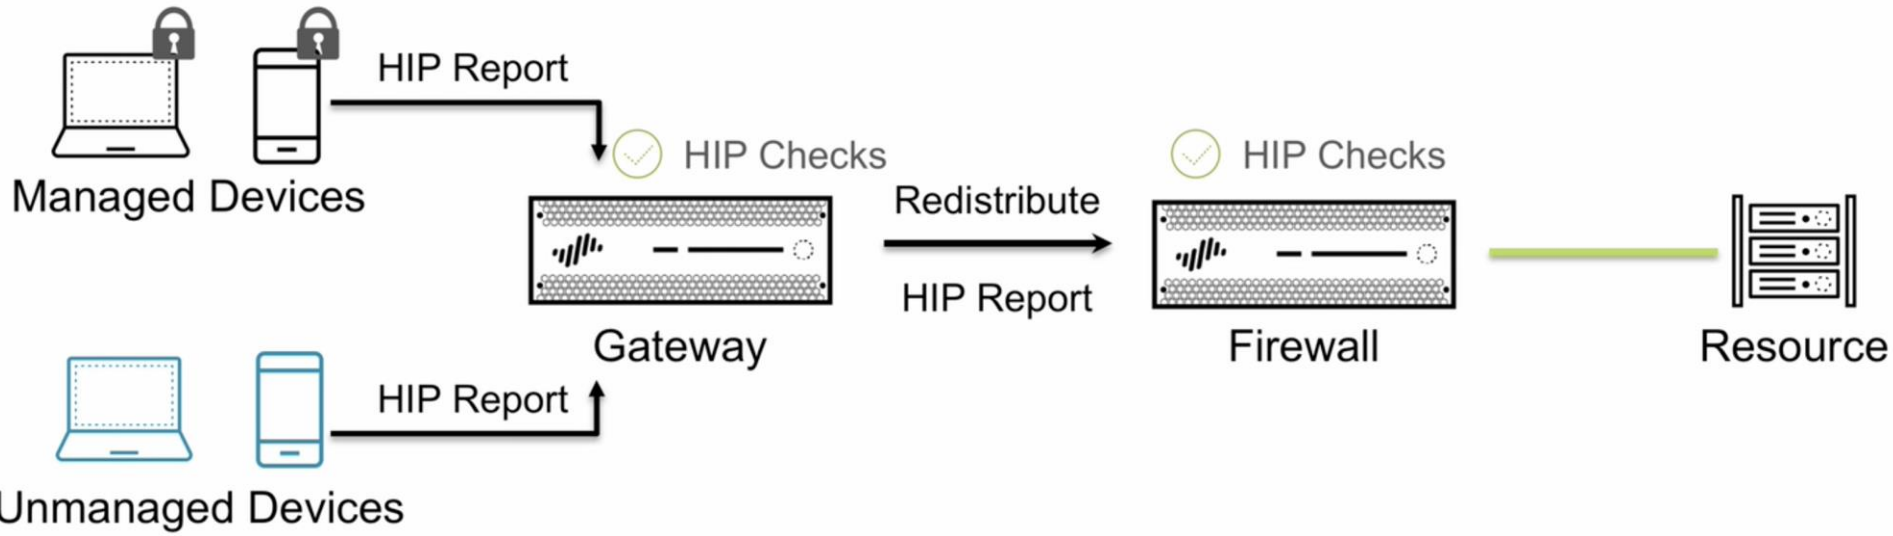 HIP Report
Managed Devices
HIP Checks
Gateway
Redistribute
HIP Report
HIP Checks
Firewall
Resource
HIP Report
Unmanaged Devices